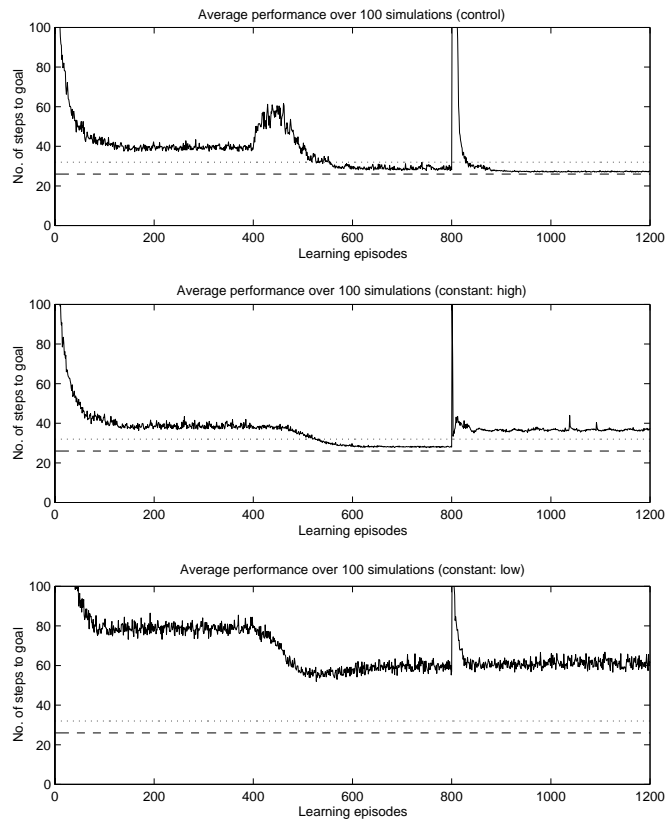 Average performance over 100 simulations (control)
100
80
60
40
20
0
No. of steps to goal
0 200 400 600 800 1000 1200
Learning episodes
Average performance over 100 simulations (constant: high)
100
80
60
40
20
0
No. of steps to goal
0 200 400 600 800 1000 1200
Learning episodes
Average performance over 100 simulations (constant: low)
100
80
60
40
20
0
No. of steps to goal
0 200 400 600 800 1000 1200
Learning episodes